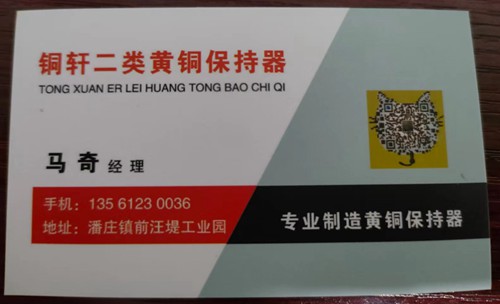 铜轩二类黄铜保持器
TONG XUAN ER LEI HUANG TONG BAO CHI QI
马奇 经理
手机：135 6123 0036
地址：潘庄镇前汪堤工业园
专业制造黄铜保持器